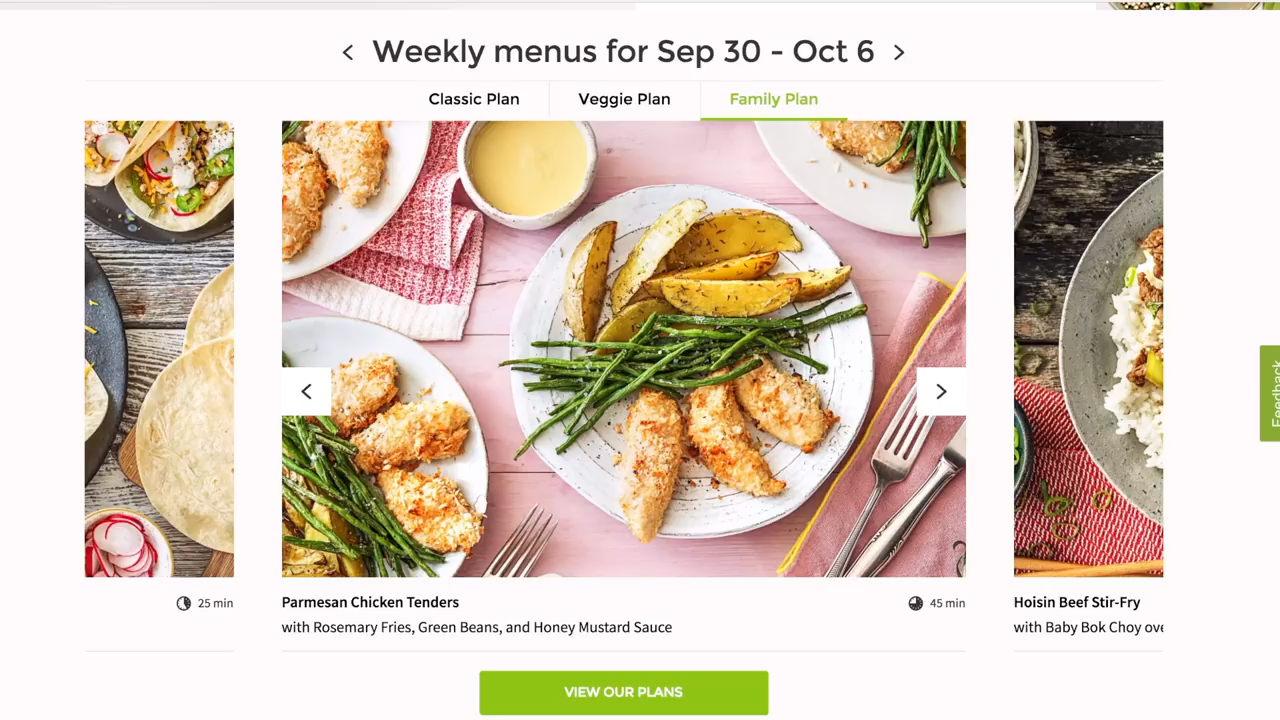 Weekly menus for Sep 30 - Oct 6
Classic Plan
Veggie Plan
Family Plan
25 min
Parmesan Chicken Tenders
45 min
with Rosemary Fries, Green Beans, and Honey Mustard Sauce
Hoisin Beef Stir-Fry
with Baby Bok Choy ove
VIEW OUR PLANS
Feedback